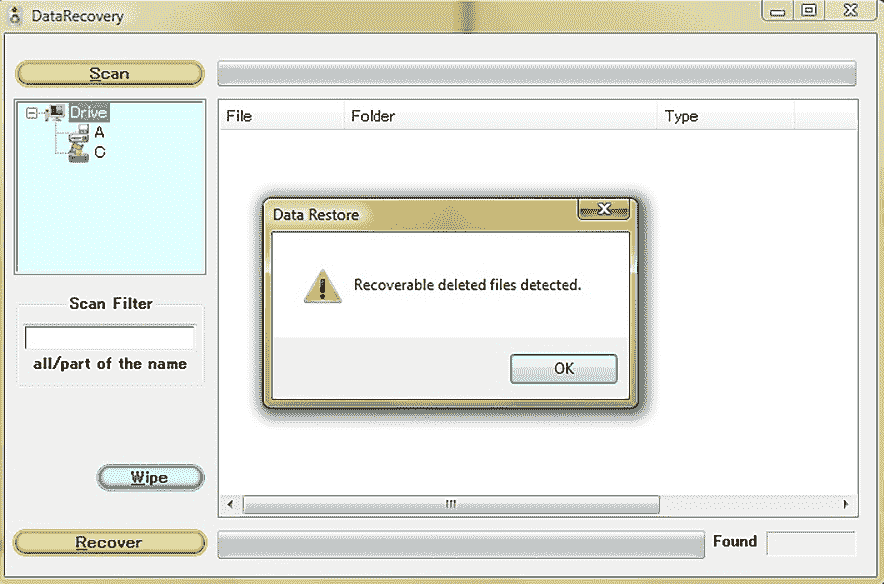 DataRecovery
Scan
Drive
A
C
File Folder Type
Data Restore
Recoverable deleted files detected.
OK
Scan Filter
all/part of the name
Wipe
Recover
Found